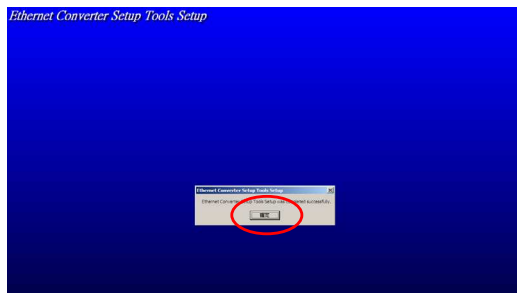 Ethernet Converter Setup Tools Setup
Ethernet Converter Setup Tools Setup
Ethernet Converter Setup Tools Setup was completed successfully.
確定